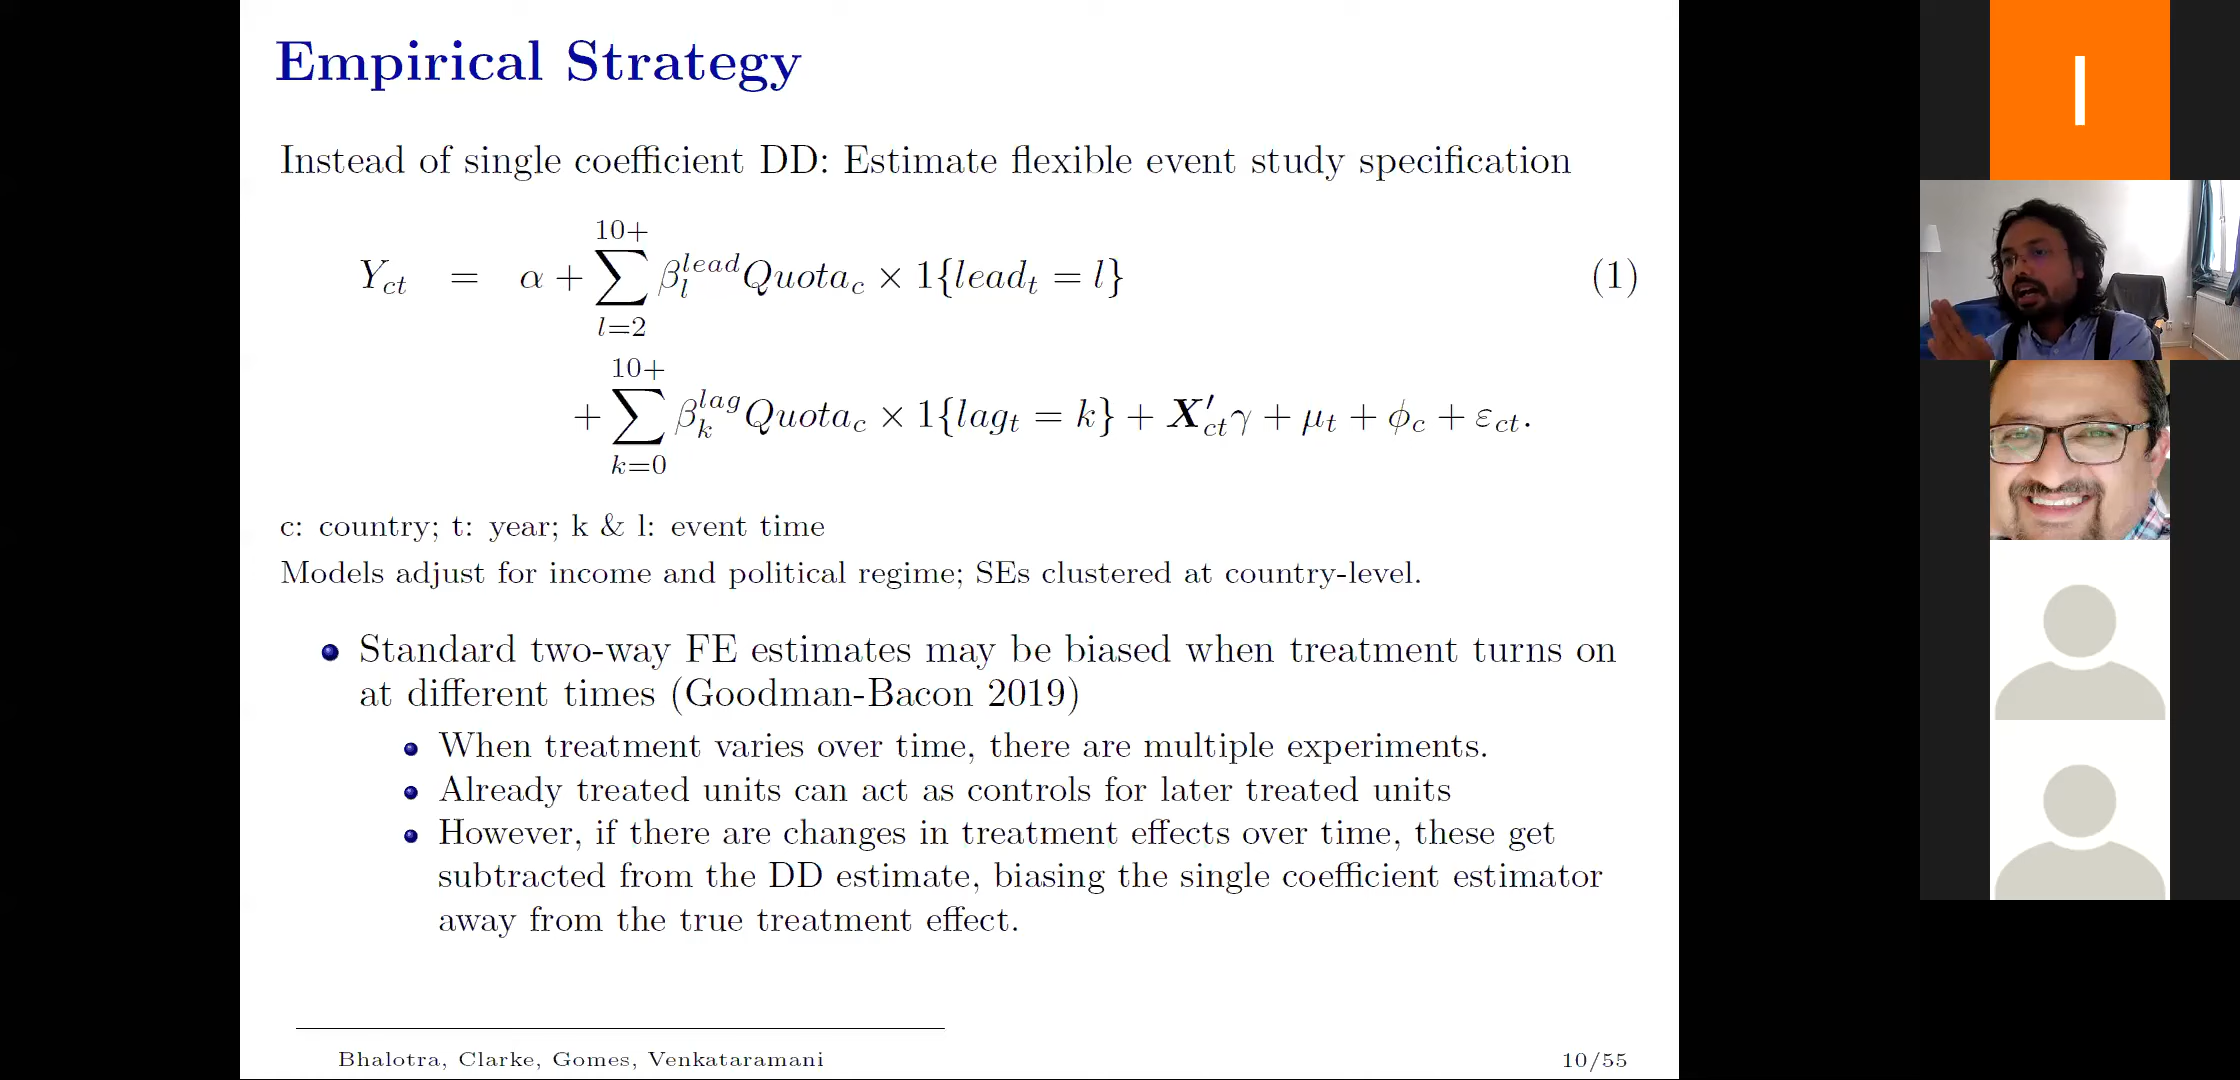 Empirical Strategy
Instead of single coefficient DD: Estimate flexible event study specification
10+
Y_{ct} = α + ∑ β_l^{lead} Quota_c × 1{lead_t = l} (1)
l=2
10+
+ ∑ β_k^{lag} Quota_c × 1{lag_t = k} + X′_{ct}γ + μ_t + ϕ_c + ε_{ct}.
k=0
c: country; t: year; k & l: event time
Models adjust for income and political regime; SEs clustered at country-level.
Standard two-way FE estimates may be biased when treatment turns on
at different times (Goodman-Bacon 2019)
When treatment varies over time, there are multiple experiments.
Already treated units can act as controls for later treated units
However, if there are changes in treatment effects over time, these get
subtracted from the DD estimate, biasing the single coefficient estimator
away from the true treatment effect.
Bhalotra, Clarke, Gomes, Venkataramani
10/55
I